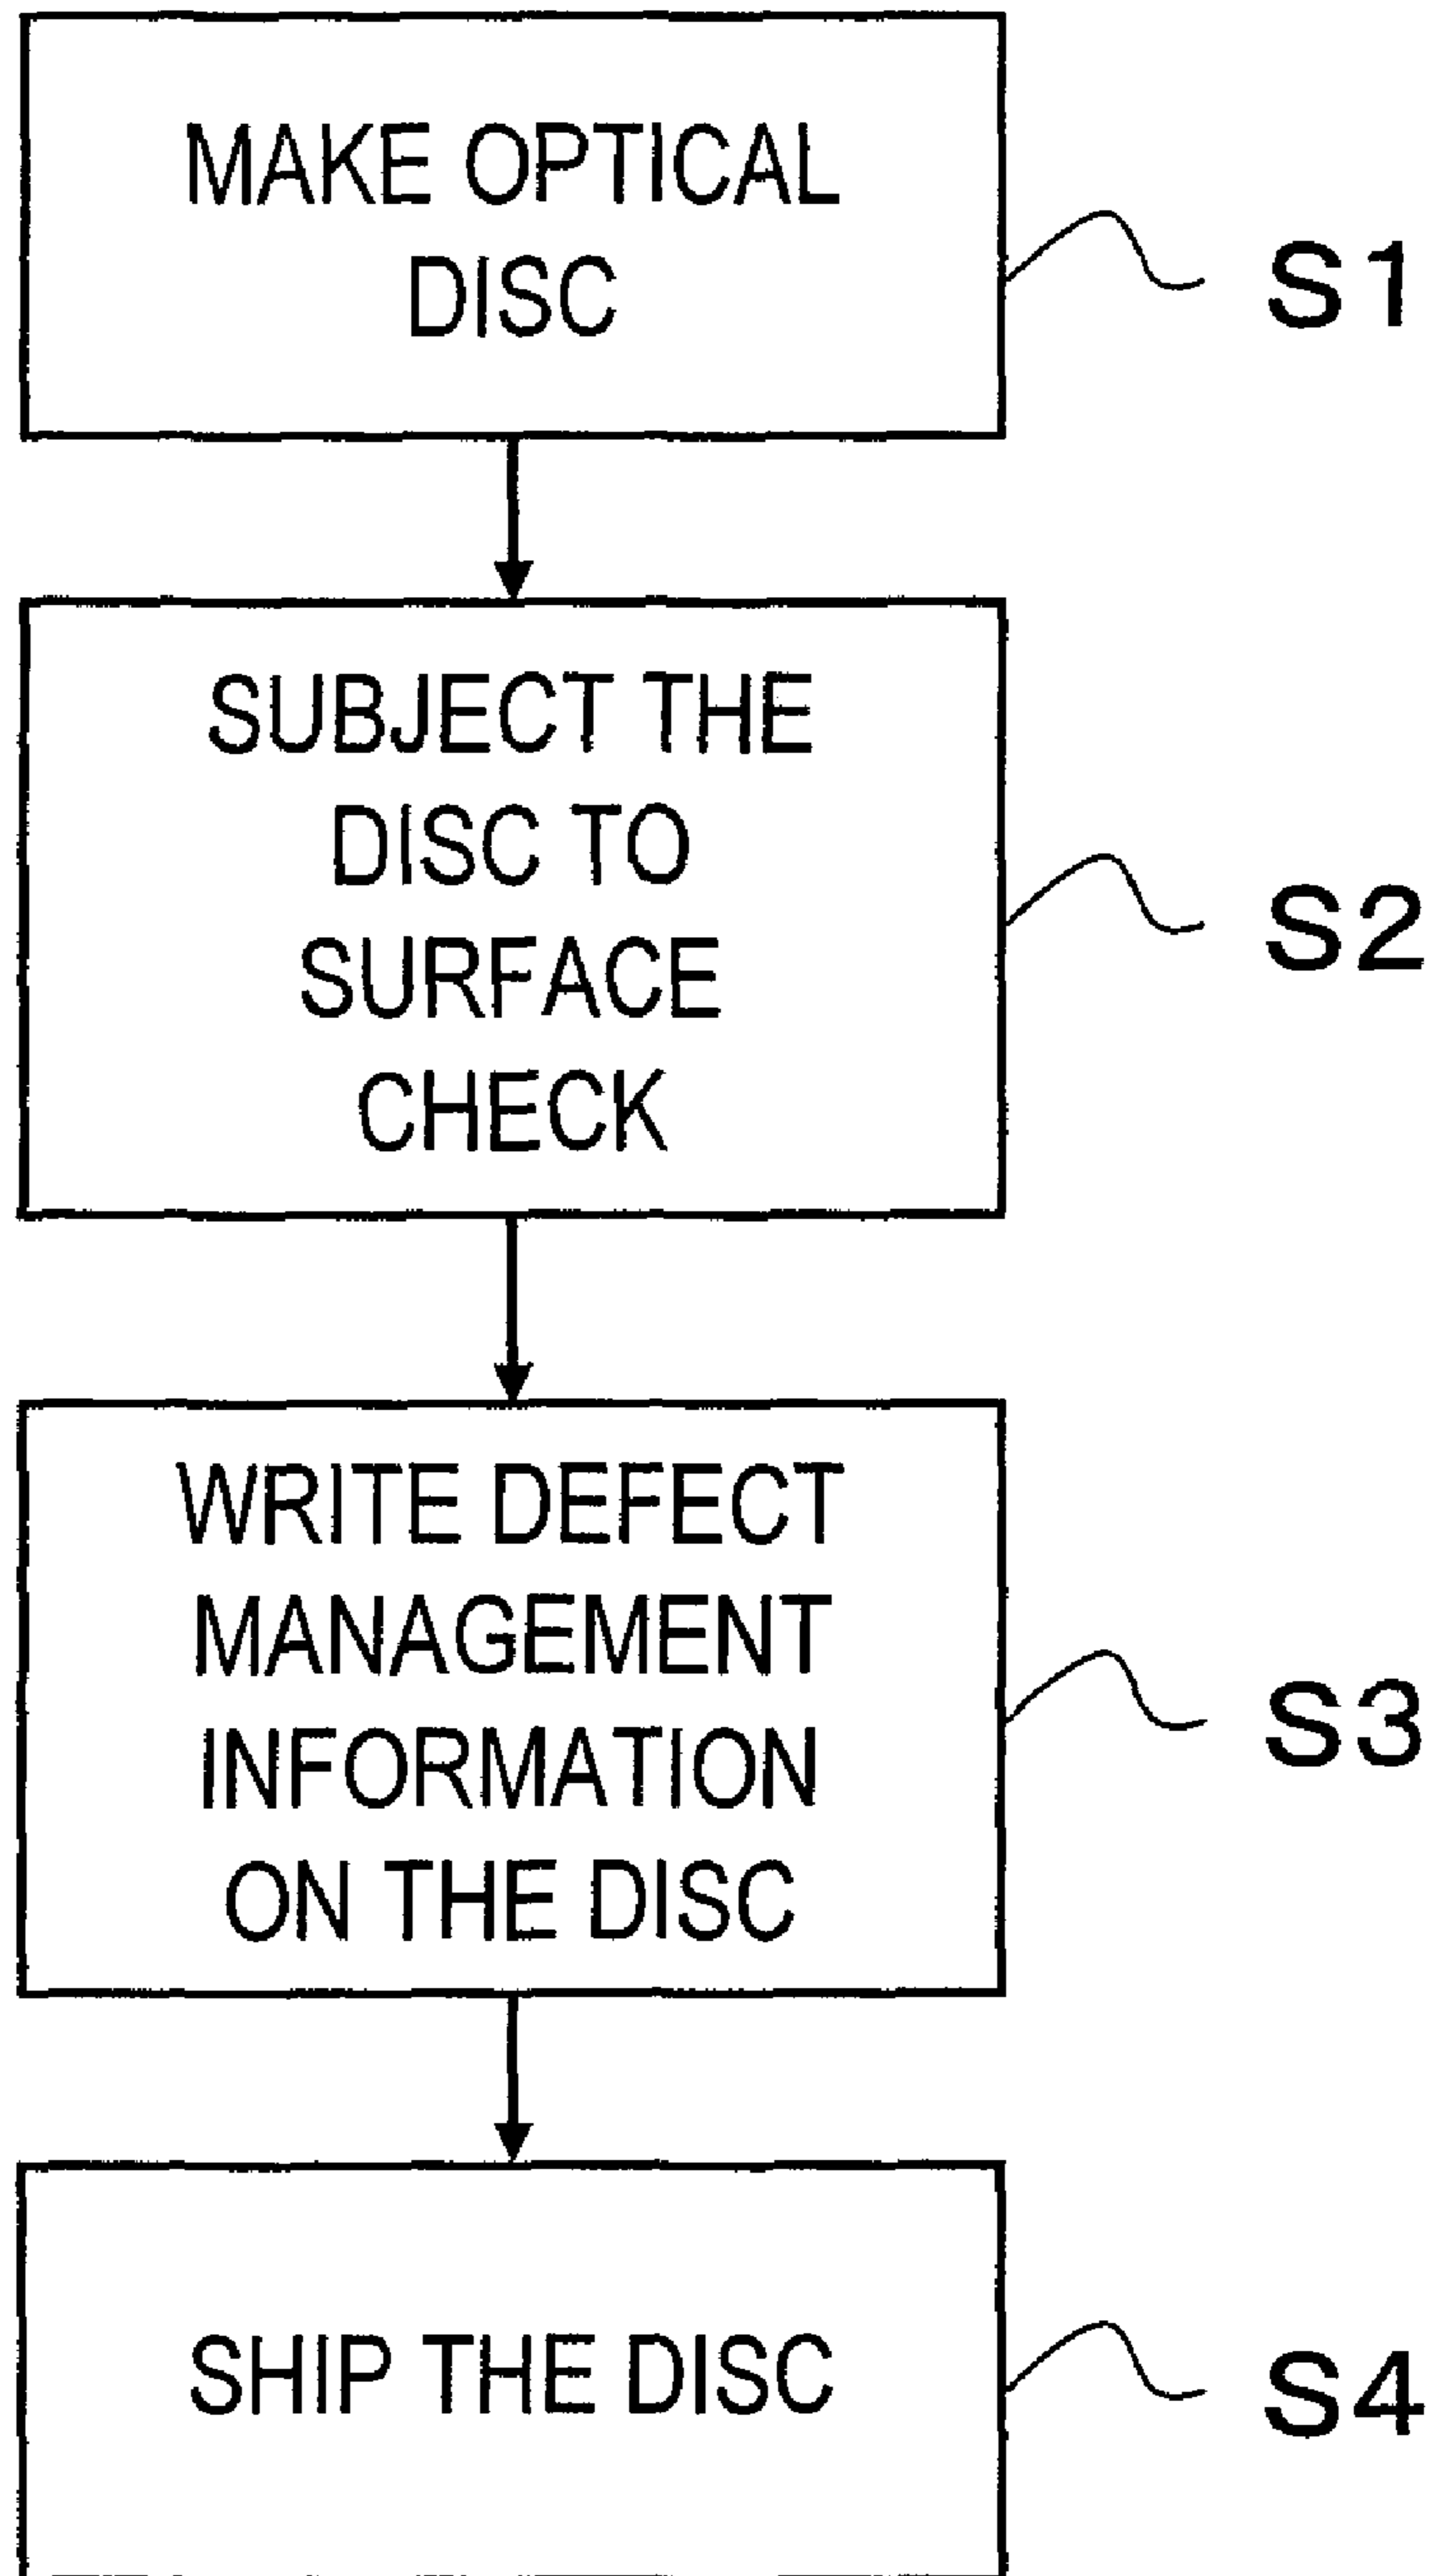 MAKE OPTICAL
DISC
S1
SUBJECT THE
DISC TO
SURFACE
CHECK
S2
WRITE DEFECT
MANAGEMENT
INFORMATION
ON THE DISC
S3
SHIP THE DISC
S4